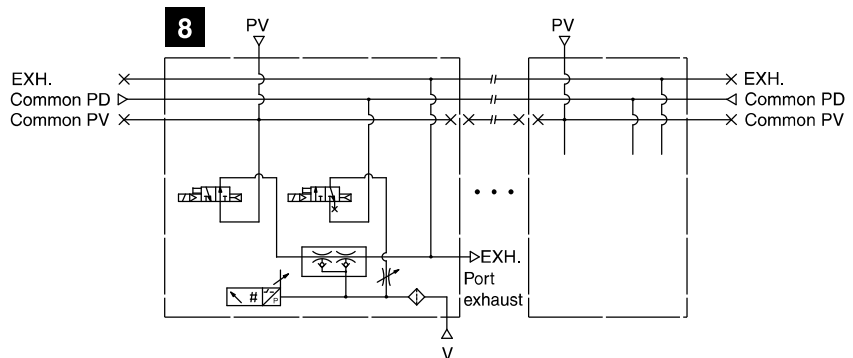 8
PV
PV
EXH.
EXH.
Common PD
Common PD
Common PV
Common PV
EXH.
Port
exhaust
#
P
V